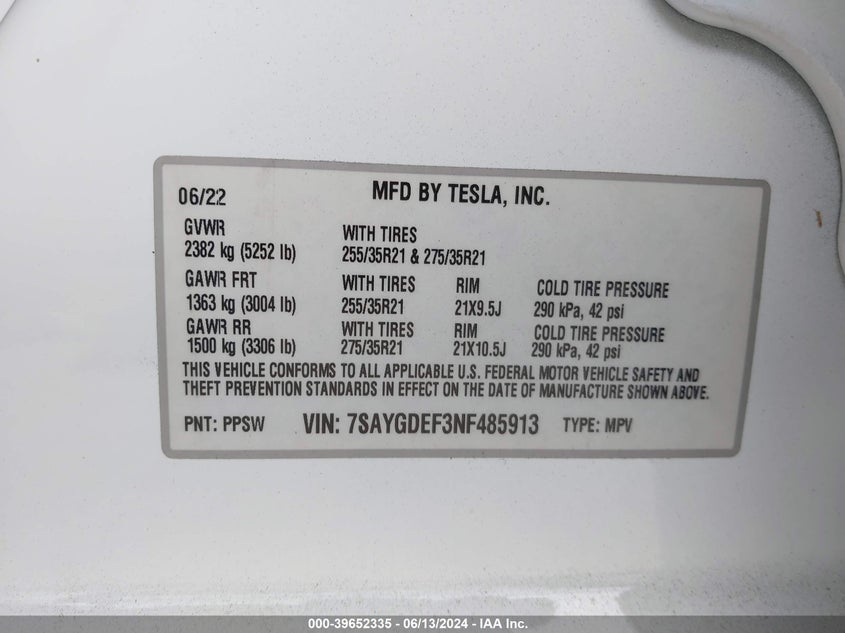 06/22 MFD BY TESLA, INC.
GVWR WITH TIRES
2382 kg (5252 lb) 255/35R21 & 275/35R21
GAWR FRT WITH TIRES RIM COLD TIRE PRESSURE
1363 kg (3004 lb) 255/35R21 21X9.5J 290 kPa, 42 psi
GAWR RR WITH TIRES RIM COLD TIRE PRESSURE
1500 kg (3306 lb) 275/35R21 21X10.5J 290 kPa, 42 psi
THIS VEHICLE CONFORMS TO ALL APPLICABLE U.S. FEDERAL MOTOR VEHICLE SAFETY AND
THEFT PREVENTION STANDARDS IN EFFECT ON THE DATE OF MANUFACTURE SHOWN ABOVE.
PNT: PPSW VIN: 7SAYGDEF3NF485913 TYPE: MPV
000-39652335 - 06/13/2024 - IAA Inc.